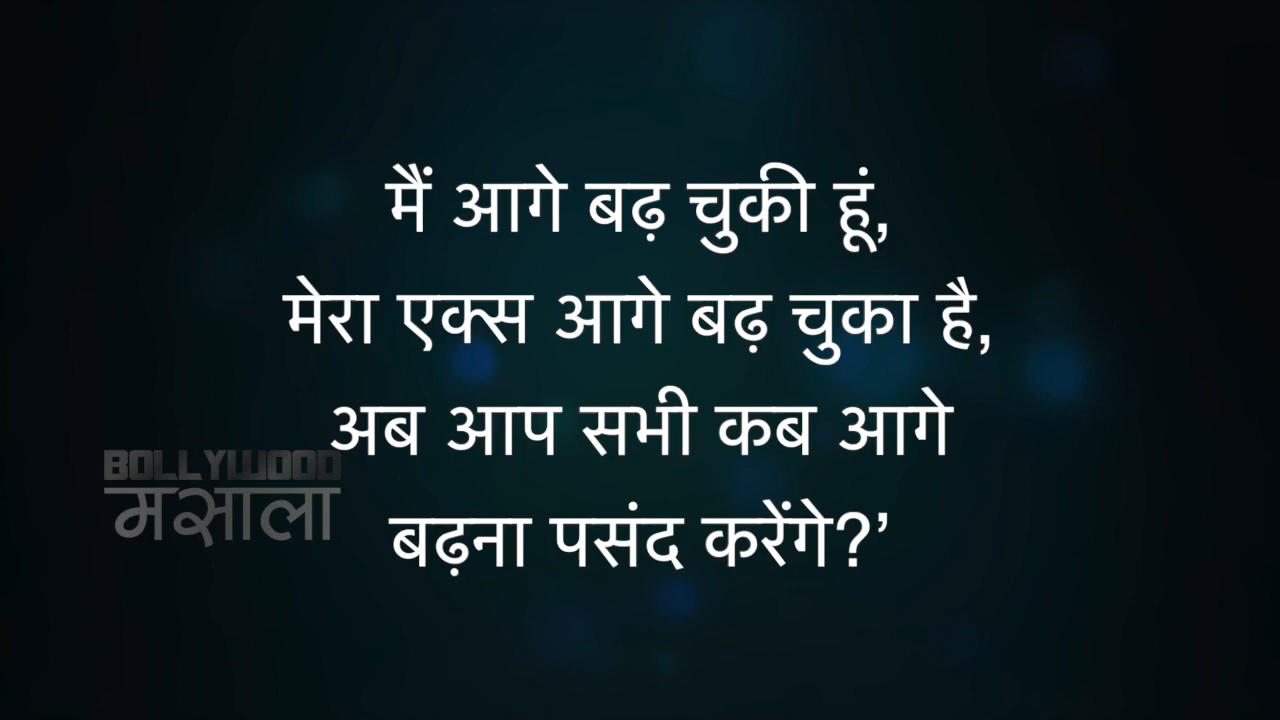 मैं आगे बढ़ चुकी हूं,
मेरा एक्स आगे बढ़ चुका है,
अब आप सभी कब आगे
बढ़ना पसंद करेंगे?’
BOLLYWOOD
मसाला